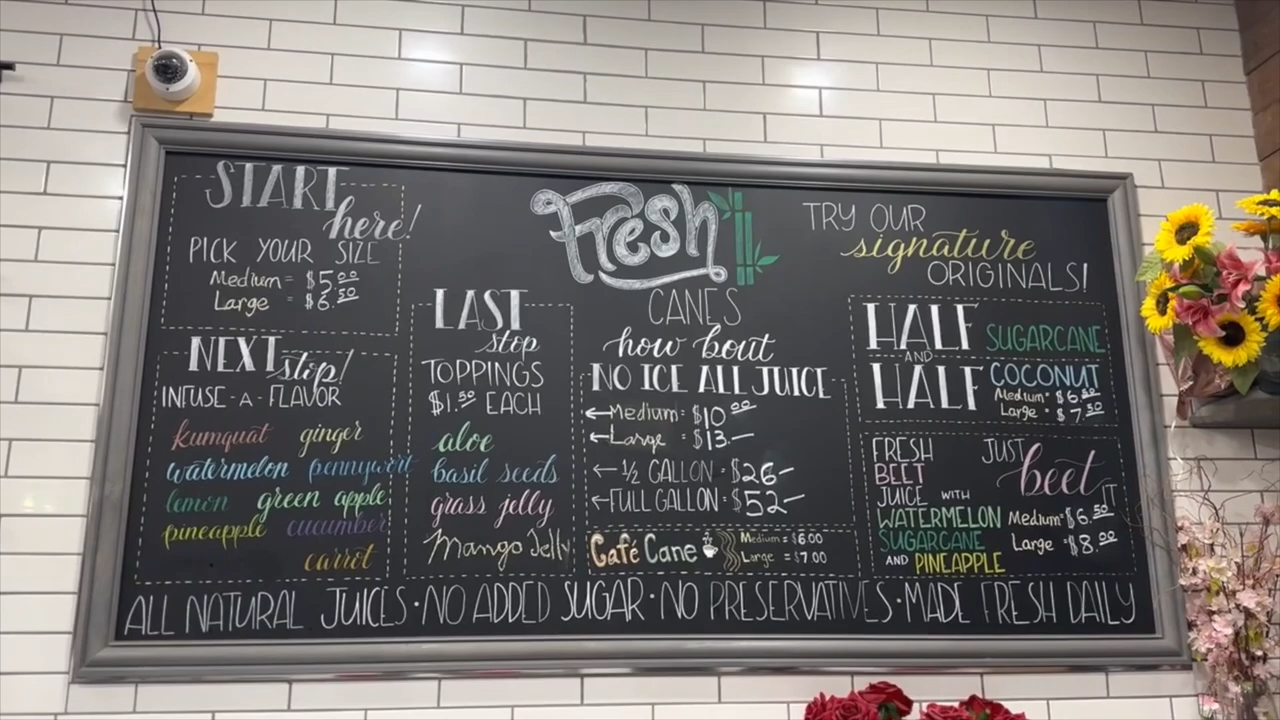 START
here!
PICK YOUR SIZE
Medium = $5.00
Large = $6.50
NEXT stop!
INFUSE-A-FLAVOR
kumquat ginger
watermelon pennywort
lemon green apple
pineapple cucumber
carrot
LAST
stop
TOPPINGS
$1.50 EACH
aloe
basil seeds
grass jelly
Mango Jelly
Fresh
CANES
how bout
NO ICE ALL JUICE
←Medium = $10.00
←Large = $13.—
←½ GALLON = $26—
←FULL GALLON = $52—
Café Cane
Medium = $6.00
Large = $7.00
TRY OUR
signature
ORIGINALS!
HALF
AND
HALF
SUGARCANE
COCONUT
Medium = $6.50
Large = $7.50
FRESH
BEET
JUICE WITH
WATERMELON
SUGARCANE
AND PINEAPPLE
JUST
beet
IT
Medium = $6.50
Large = $8.00
ALL NATURAL JUICES • NO ADDED SUGAR • NO PRESERVATIVES • MADE FRESH DAILY